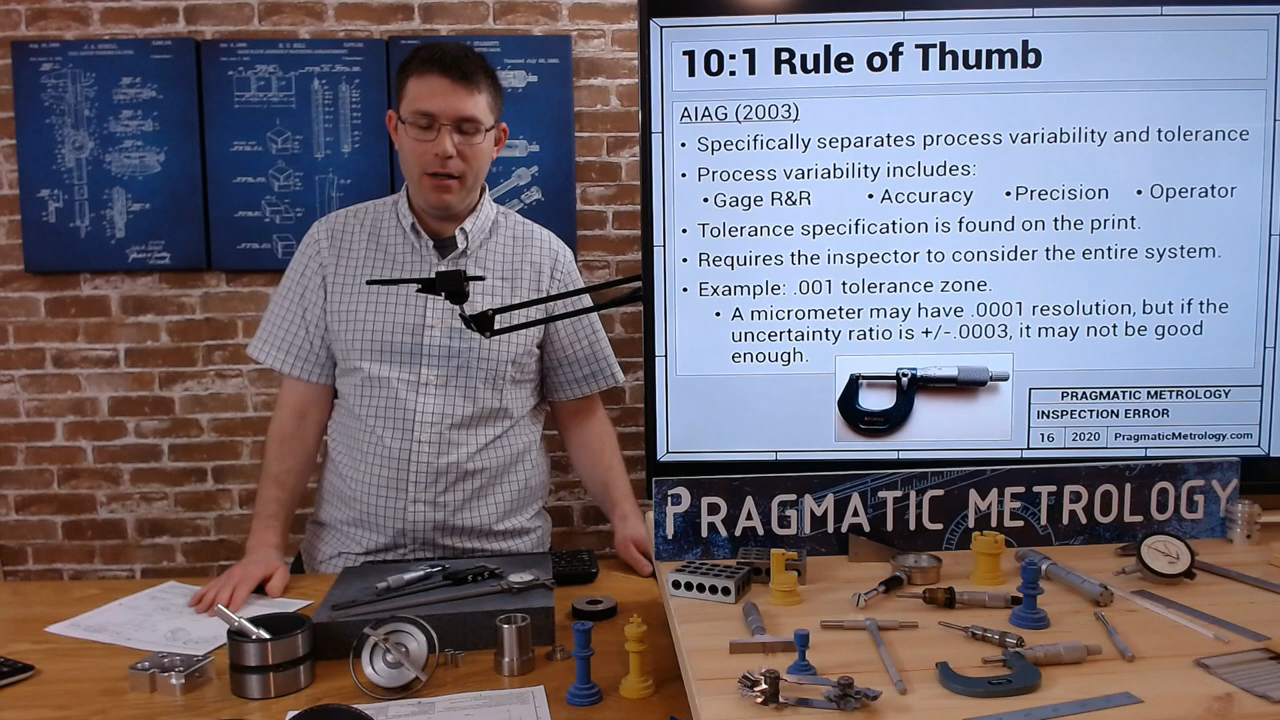 10:1 Rule of Thumb
AIAG (2003)
• Specifically separates process variability and tolerance
• Process variability includes:
•Gage R&R • Accuracy •Precision • Operator
• Tolerance specification is found on the print.
• Requires the inspector to consider the entire system.
• Example: .001 tolerance zone.
• A micrometer may have .0001 resolution, but if the
uncertainty ratio is +/-.0003, it may not be good
enough.
PRAGMATIC METROLOGY
INSPECTION ERROR
16 2020 PragmaticMetrology.com
PRAGMATIC METROLOGY